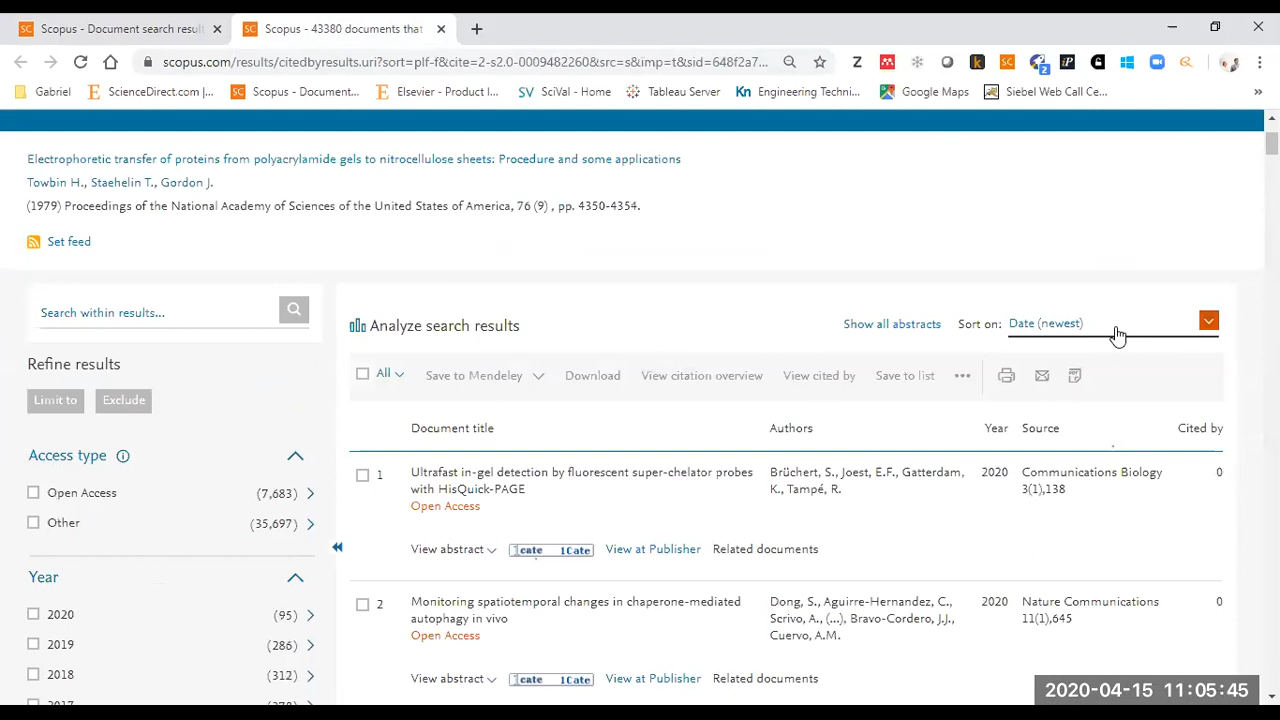 Scopus - Document search resul
Scopus - 43380 documents that
scopus.com/results/citedbyresults.uri?sort=plf-f&cite=2-s2.0-0009482260&src=s&imp=t&sid=648f2a7...
Gabriel
ScienceDirect.com |...
Scopus - Document...
Elsevier - Product I...
SciVal - Home
Tableau Server
Engineering Techni...
Google Maps
Siebel Web Call Ce...
Electrophoretic transfer of proteins from polyacrylamide gels to nitrocellulose sheets: Procedure and some applications
Towbin H., Staehelin T., Gordon J.
(1979) Proceedings of the National Academy of Sciences of the United States of America, 76 (9) , pp. 4350-4354.
Set feed
Search within results...
Refine results
Limit to Exclude
Access type
Open Access (7,683)
Other (35,697)
Year
2020 (95)
2019 (286)
2018 (312)
Analyze search results
Show all abstracts Sort on: Date (newest)
All Save to Mendeley Download View citation overview View cited by Save to list •••
Document title Authors Year Source Cited by
1 Ultrafast in-gel detection by fluorescent super-chelator probes Brüchert, S., Joest, E.F., Gatterdam, 2020 Communications Biology 0
with HisQuick-PAGE K., Tampé, R. 3(1),138
Open Access
View abstract 1Cate View at Publisher Related documents
2 Monitoring spatiotemporal changes in chaperone-mediated Dong, S., Aguirre-Hernandez, C., 2020 Nature Communications 0
autophagy in vivo Scrivo, A., (...), Bravo-Cordero, J.J., 11(1),645
Open Access Cuervo, A.M.
View abstract 1Cate View at Publisher Related documents
2020-04-15 11:05:45